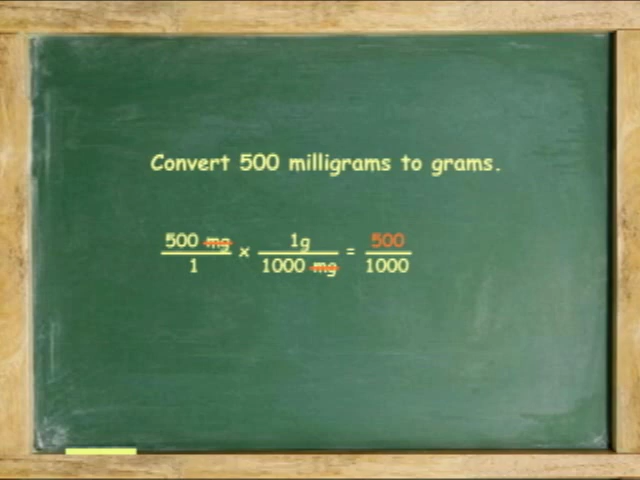 Convert 500 milligrams to grams.
500 mg / 1 x 1g / 1000 mg = 500 / 1000